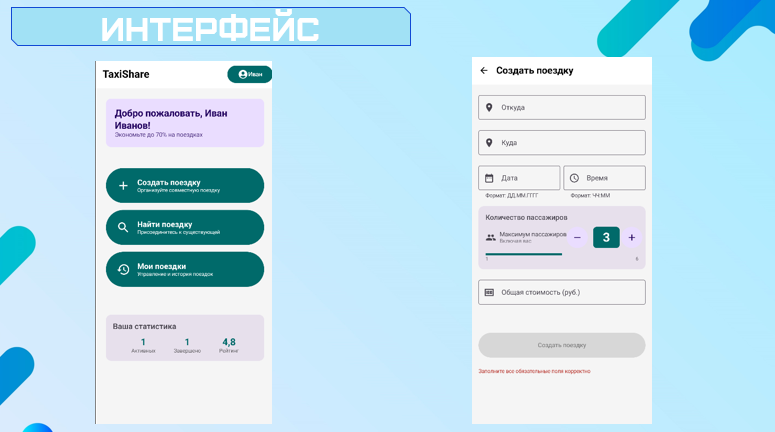 ИНТЕРФЕЙС
TaxiShare
Иван
Добро пожаловать, Иван
Иванов!
Экономьте до 70% на поездках
Создать поездку
Организуйте совместную поездку
Найти поездку
Присоединитесь к существующей
Мои поездки
Управление и история поездок
Ваша статистика
1 1 4,8
Активных Завершено Рейтинг
Создать поездку
Откуда
Куда
Дата Время
Формат: ДД.ММ.ГГГГ Формат: ЧЧ:ММ
Количество пассажиров
Максимум пассажиров
Включая вас
3
1 6
Общая стоимость (руб.)
Создать поездку
Заполните все обязательные поля корректно